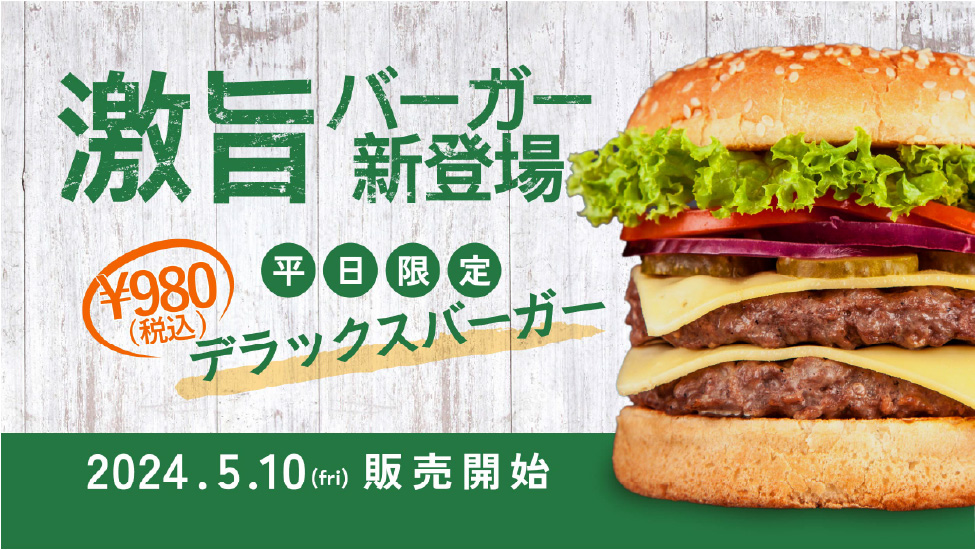 激旨バーガー
新登場
¥980
(税込)
平日限定
デラックスバーガー
2024.5.10(fri) 販売開始